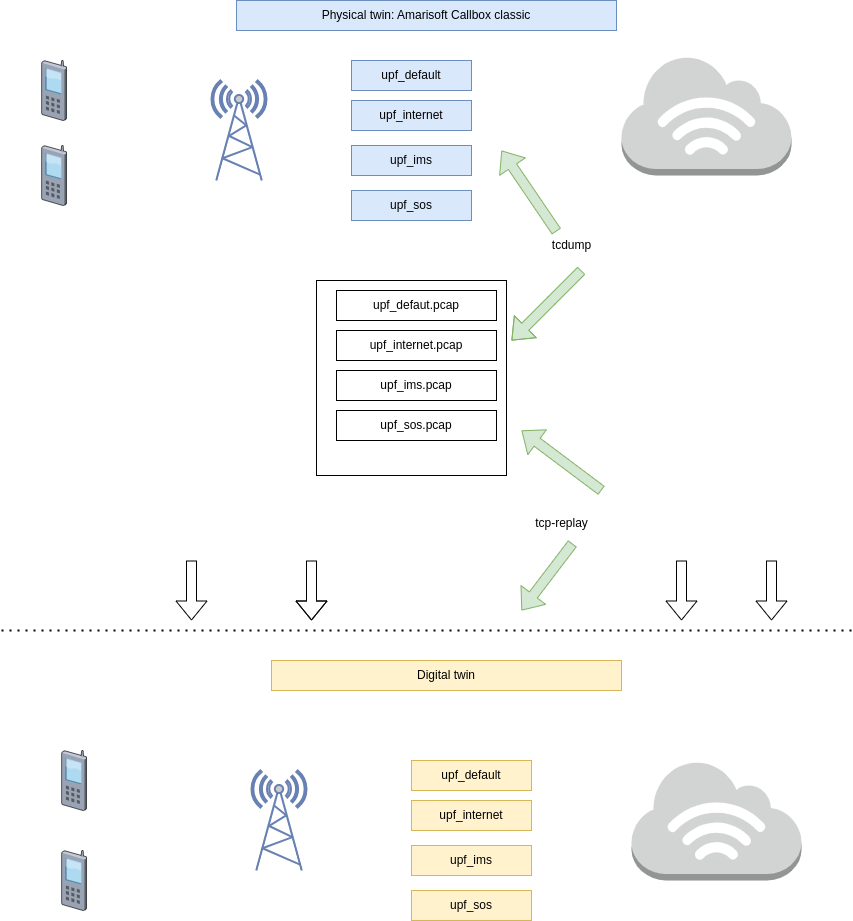 Physical twin: Amarisoft Callbox classic
upf_default
upf_internet
upf_ims
upf_sos
tcdump
upf_defaut.pcap
upf_internet.pcap
upf_ims.pcap
upf_sos.pcap
tcp-replay
Digital twin
upf_default
upf_internet
upf_ims
upf_sos